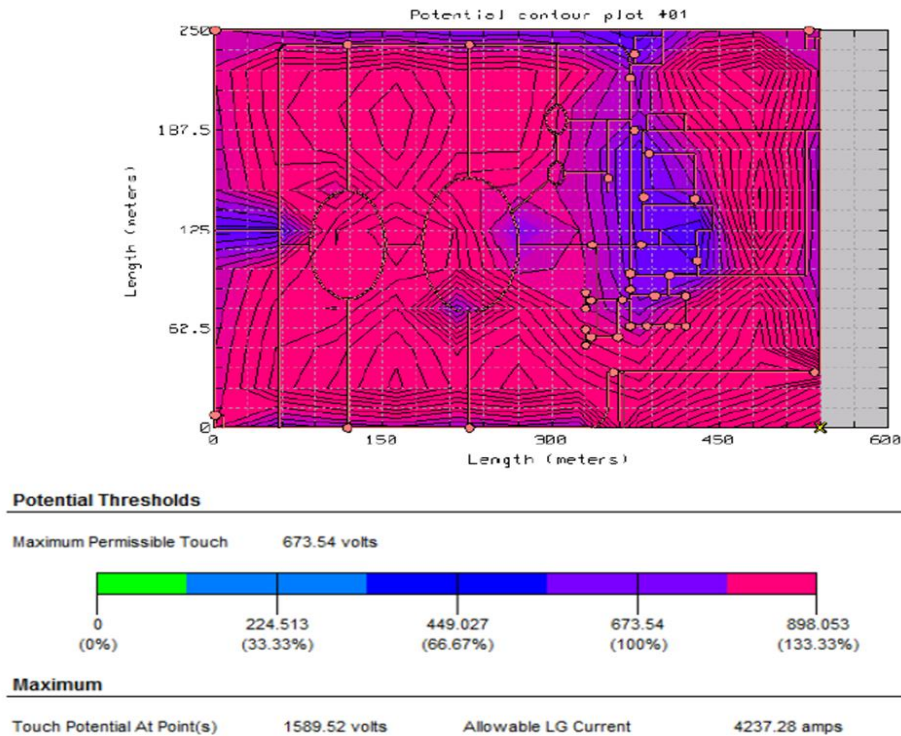 Potential contour plot #01
250
187.5
125
62.5
0
Length (meters)
0 150 300 450 600
Length (meters)
Potential Thresholds
Maximum Permissible Touch 673.54 volts
0 224.513 449.027 673.54 898.053
(0%) (33.33%) (66.67%) (100%) (133.33%)
Maximum
Touch Potential At Point(s) 1589.52 volts Allowable LG Current 4237.28 amps